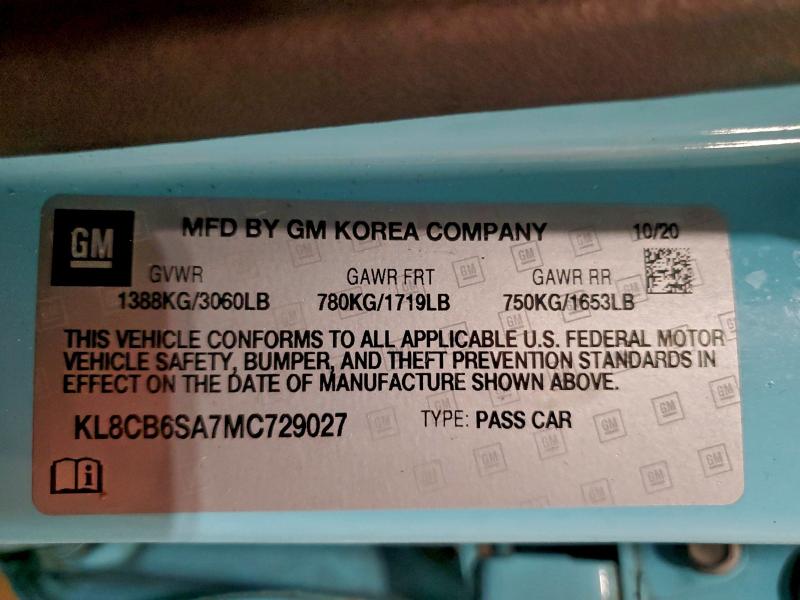 GM
MFD BY GM KOREA COMPANY 10/20
GVWR GAWR FRT GAWR RR
1388KG/3060LB 780KG/1719LB 750KG/1653LB
THIS VEHICLE CONFORMS TO ALL APPLICABLE U.S. FEDERAL MOTOR
VEHICLE SAFETY, BUMPER, AND THEFT PREVENTION STANDARDS IN
EFFECT ON THE DATE OF MANUFACTURE SHOWN ABOVE.
KL8CB6SA7MC729027 TYPE: PASS CAR